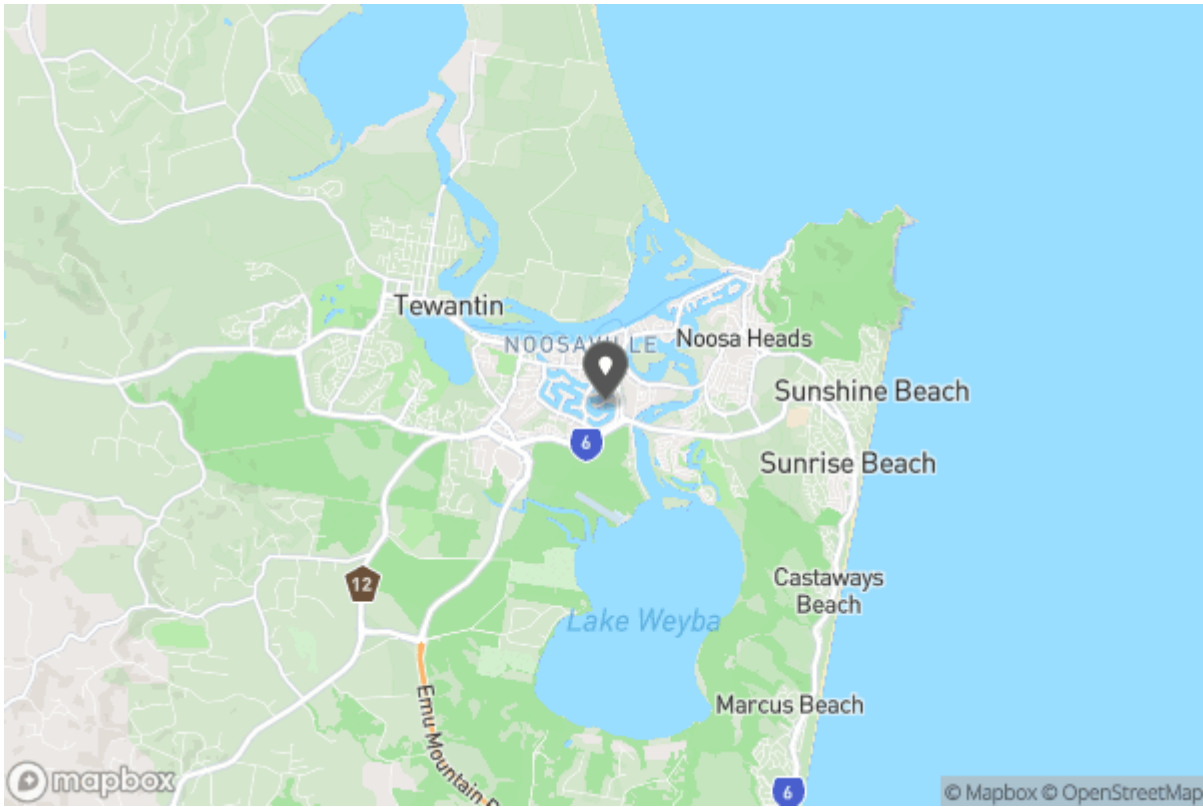 Tewantin
NOOSAVILLE
Noosa Heads
Sunshine Beach
6
Sunrise Beach
12
Castaways
Beach
Lake Weyba
Emu Mountain
Marcus Beach
6
mapbox
© Mapbox © OpenStreetMap